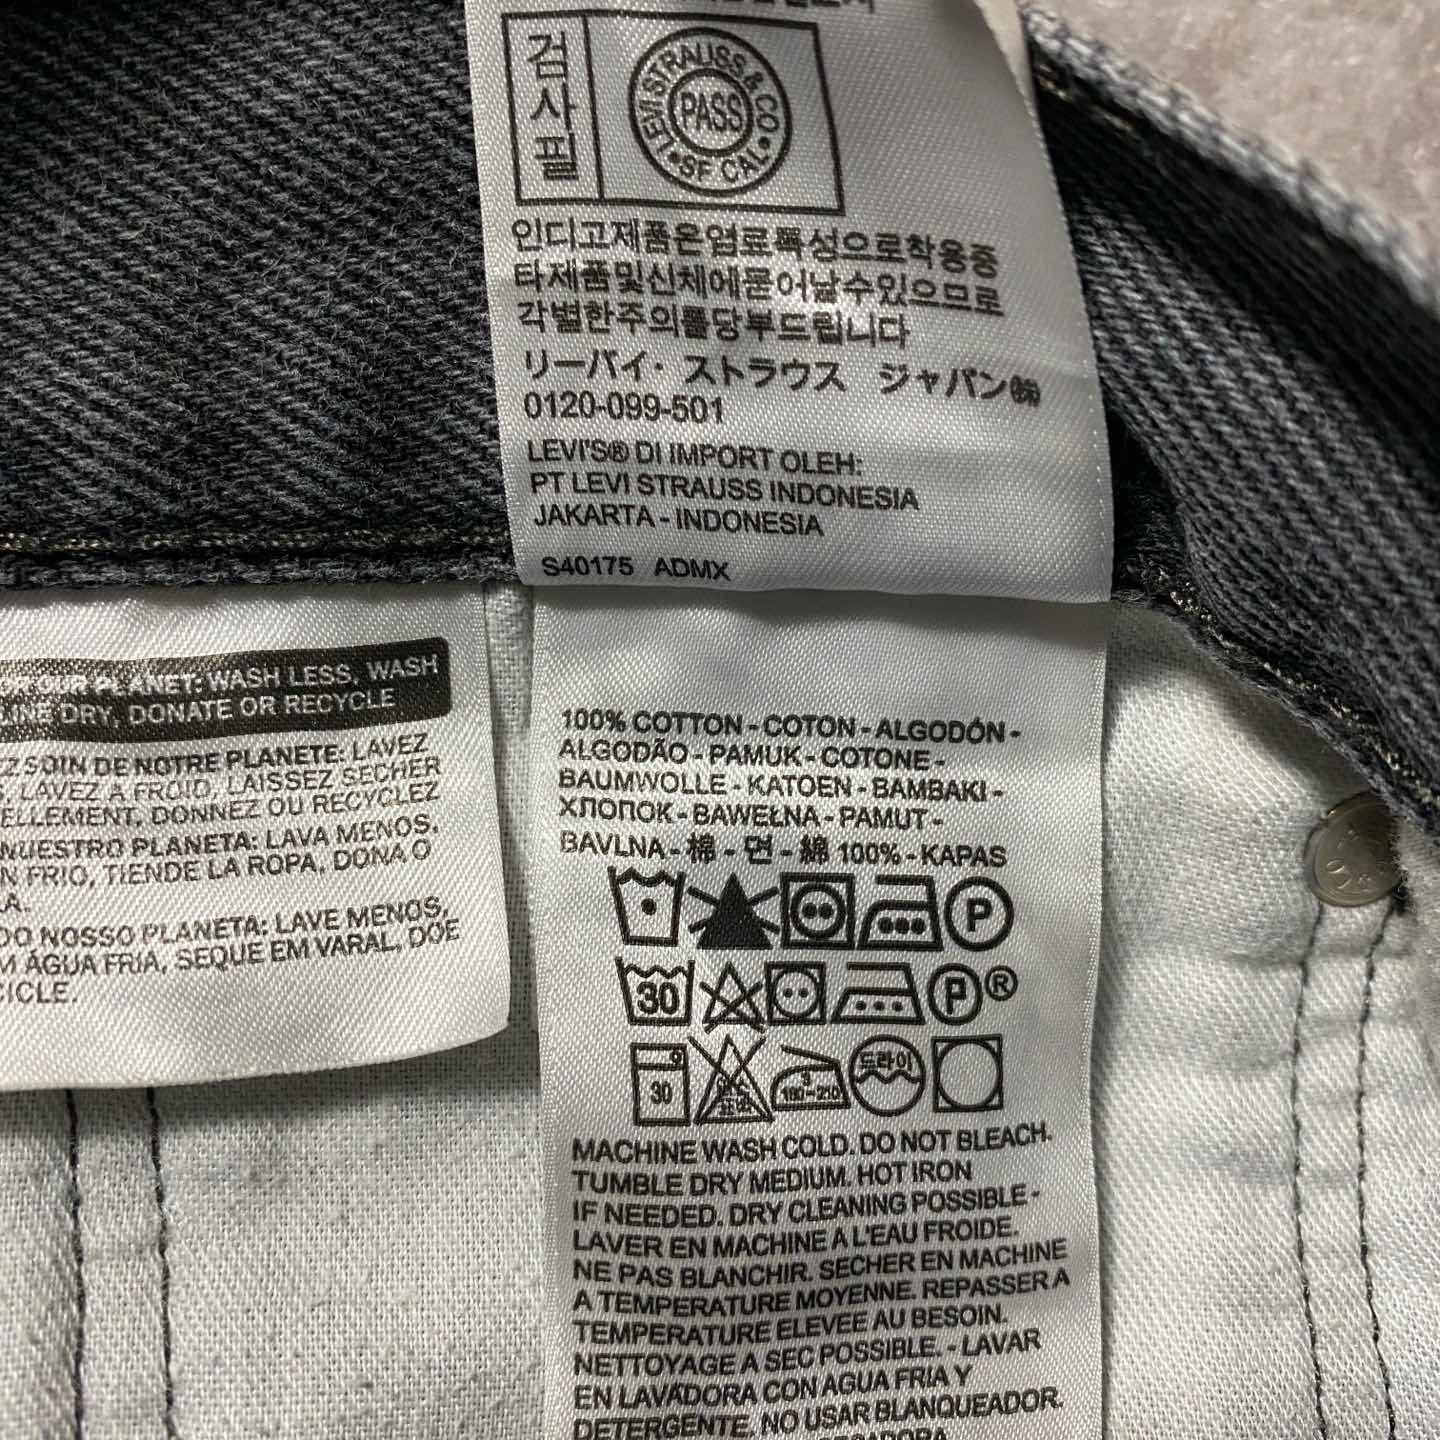 검사필
LEVI STRAUSS & CO
PASS
SF CAL
인디고제품은염료특성으로착용중
타제품및신체에묻어날수있으므로
각별한주의를당부드립니다
リーバイ・ストラウス ジャパン㈱
0120-099-501
LEVI'S® DI IMPORT OLEH:
PT LEVI STRAUSS INDONESIA
JAKARTA - INDONESIA
S40175 ADMX
OUR PLANET: WASH LESS, WASH
LINE DRY, DONATE OR RECYCLE
SOIN DE NOTRE PLANETE: LAVEZ
LAVEZ A FROID, LAISSEZ SECHER
DONNEZ OU RECYCLEZ
NUESTRO PLANETA: LAVA MENOS,
FRIO, TIENDE LA ROPA, DONA O
NOSSO PLANETA: LAVE MENOS,
ÁGUA FRIA, SEQUE EM VARAL, DOE
100% COTTON - COTON - ALGODÓN -
ALGODÃO - PAMUK - COTONE -
BAUMWOLLE - KATOEN - BAMBAKI -
ХЛОПОК - BAWEŁNA - PAMUT -
BAVLNA - 棉 - 면 - 綿 100% - KAPAS
P
30 P ®
30 3 180~210 드라이
MACHINE WASH COLD. DO NOT BLEACH.
TUMBLE DRY MEDIUM. HOT IRON
IF NEEDED. DRY CLEANING POSSIBLE -
LAVER EN MACHINE A L'EAU FROIDE.
NE PAS BLANCHIR. SECHER EN MACHINE
A TEMPERATURE MOYENNE. REPASSER A
TEMPERATURE ELEVEE AU BESOIN.
NETTOYAGE A SEC POSSIBLE. - LAVAR
EN LAVADORA CON AGUA FRIA Y
DETERGENTE. NO USAR BLANQUEADOR.